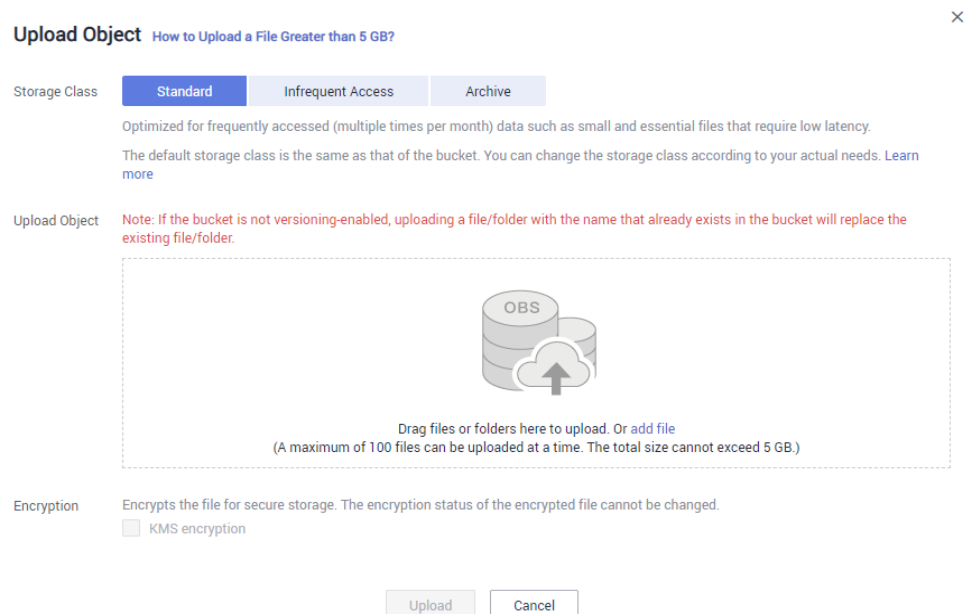 ×
Upload Object How to Upload a File Greater than 5 GB?
Storage Class Standard Infrequent Access Archive
Optimized for frequently accessed (multiple times per month) data such as small and essential files that require low latency.
The default storage class is the same as that of the bucket. You can change the storage class according to your actual needs. Learn
more
Upload Object Note: If the bucket is not versioning-enabled, uploading a file/folder with the name that already exists in the bucket will replace the
existing file/folder.
OBS
Drag files or folders here to upload. Or add file
(A maximum of 100 files can be uploaded at a time. The total size cannot exceed 5 GB.)
Encryption Encrypts the file for secure storage. The encryption status of the encrypted file cannot be changed.
KMS encryption
Upload Cancel